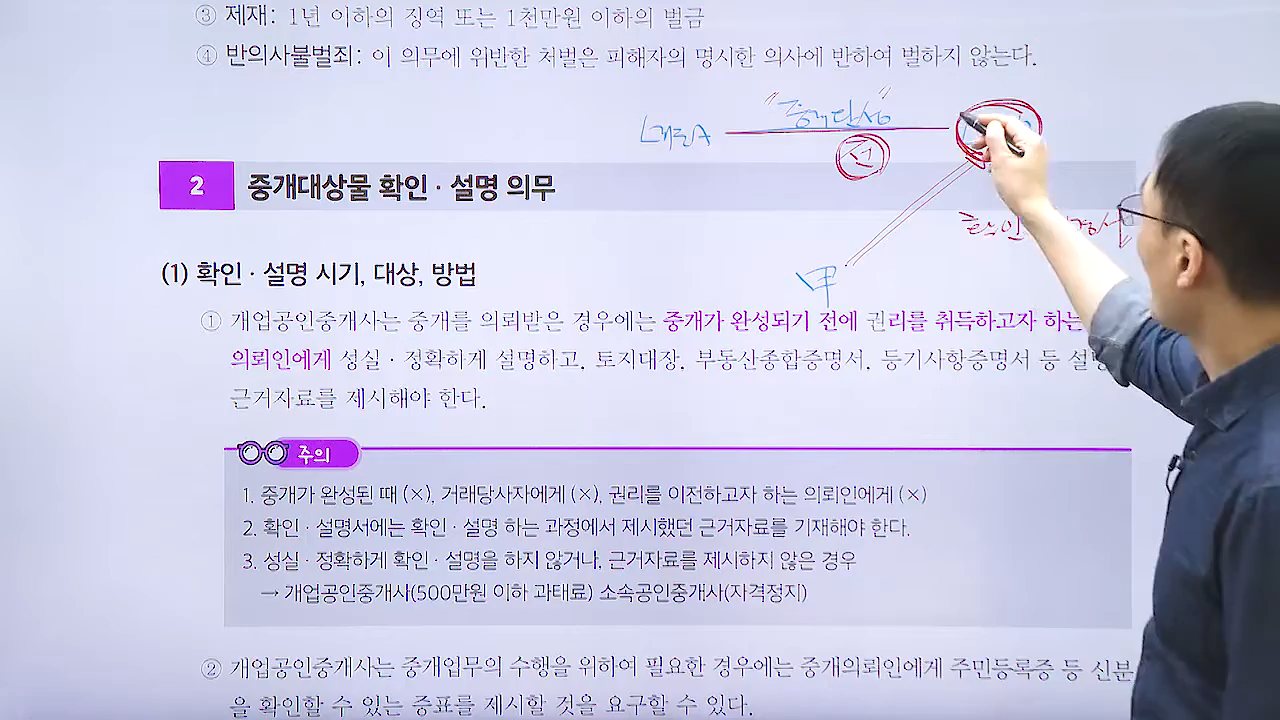 ③ 제재: 1년 이하의 징역 또는 1천만원 이하의 벌금
④ 반의사불벌죄: 이 의무에 위반한 처벌은 피해자의 명시한 의사에 반하여 벌하지 않는다.
"중개완성"
매도A
전
2 중개대상물 확인·설명 의무
甲
(1) 확인·설명 시기, 대상, 방법
① 개업공인중개사는 중개를 의뢰받은 경우에는 중개가 완성되기 전에 권리를 취득하고자 하는
의뢰인에게 성실·정확하게 설명하고, 토지대장, 부동산종합증명서, 등기사항증명서 등
근거자료를 제시해야 한다.
주의
1. 중개가 완성된 때 (×), 거래당사자에게 (×), 권리를 이전하고자 하는 의뢰인에게 (×)
2. 확인·설명서에는 확인·설명 하는 과정에서 제시했던 근거자료를 기재해야 한다.
3. 성실·정확하게 확인·설명을 하지 않거나, 근거자료를 제시하지 않은 경우
→ 개업공인중개사(500만원 이하 과태료) 소속공인중개사(자격정지)
② 개업공인중개사는 중개업무의 수행을 위하여 필요한 경우에는 중개의뢰인에게 주민등록증 등 신분
을 확인할 수 있는 증표를 제시할 것을 요구할 수 있다.